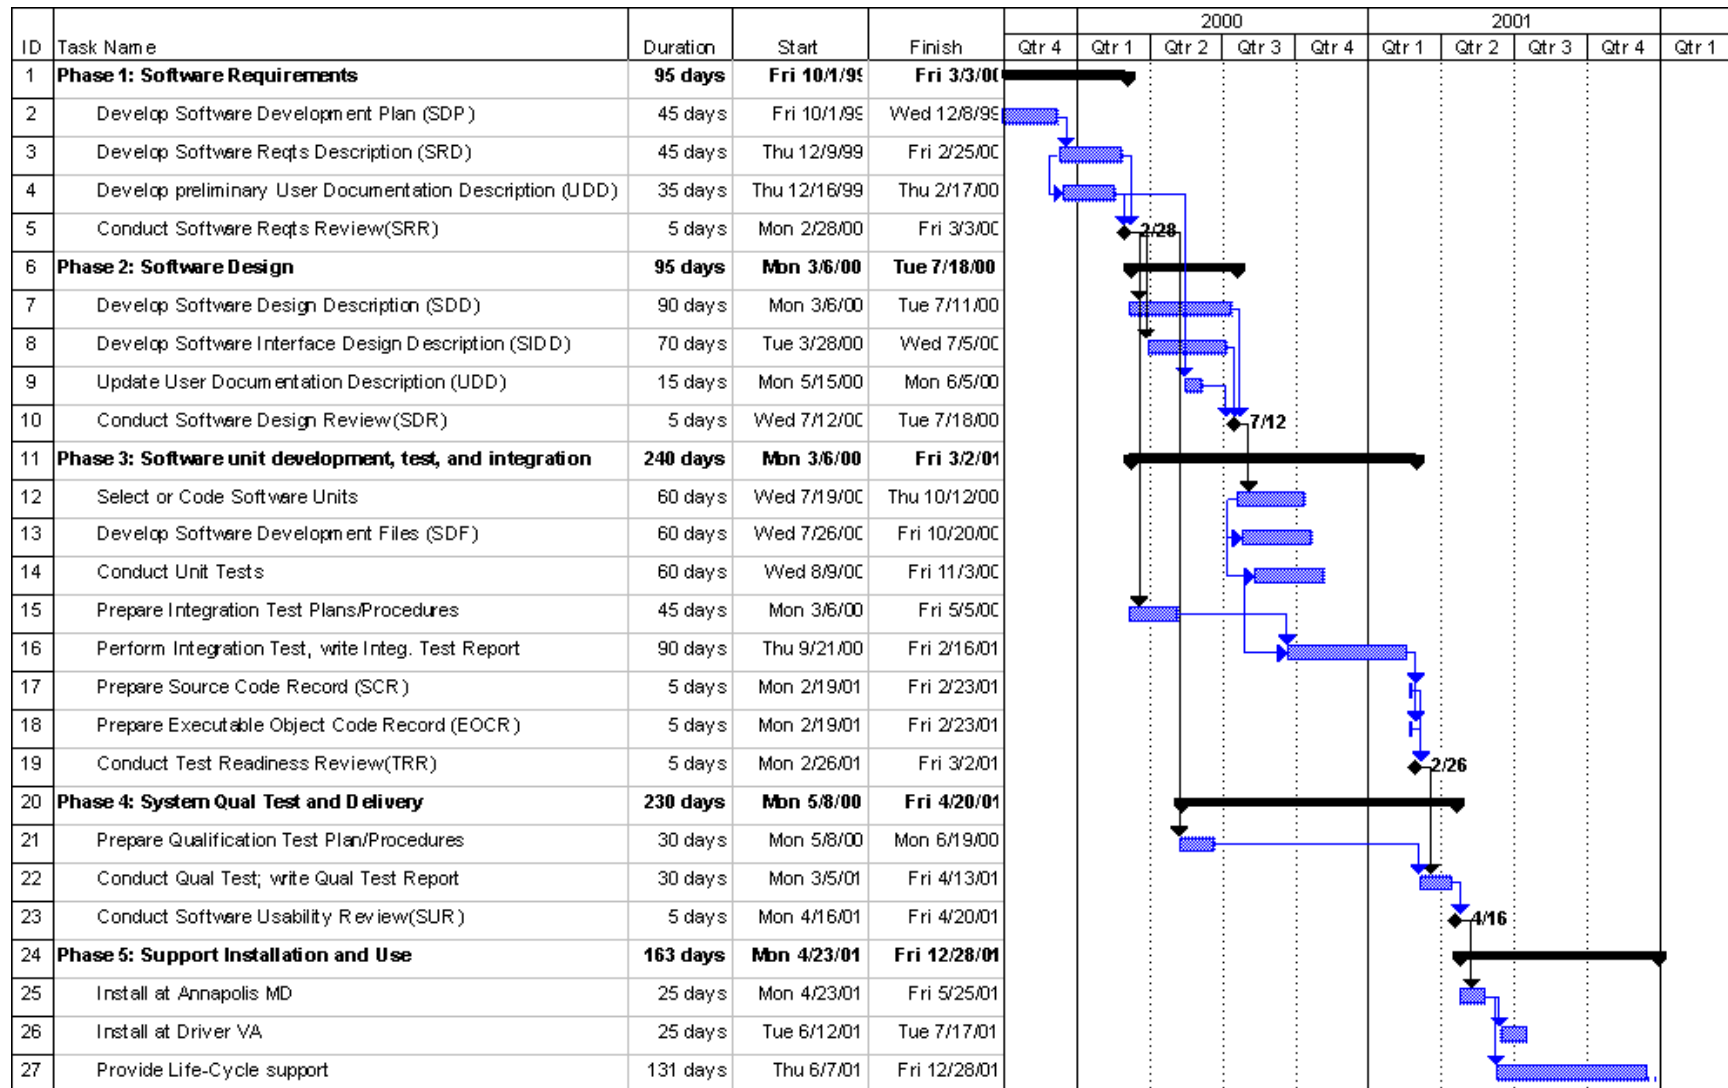 2000 2001
ID Task Name Duration Start Finish Qtr 4 Qtr 1 Qtr 2 Qtr 3 Qtr 4 Qtr 1 Qtr 2 Qtr 3 Qtr 4 Qtr 1
1 Phase 1: Software Requirements 95 days Fri 10/1/99 Fri 3/3/00
2 Develop Software Development Plan (SDP) 45 days Fri 10/1/99 Wed 12/8/99
3 Develop Software Reqts Description (SRD) 45 days Thu 12/9/99 Fri 2/25/00
4 Develop preliminary User Documentation Description (UDD) 35 days Thu 12/16/99 Thu 2/17/00
5 Conduct Software Reqts Review(SRR) 5 days Mon 2/28/00 Fri 3/3/00 2/28
6 Phase 2: Software Design 95 days Mon 3/6/00 Tue 7/18/00
7 Develop Software Design Description (SDD) 90 days Mon 3/6/00 Tue 7/11/00
8 Develop Software Interface Design Description (SIDD) 70 days Tue 3/28/00 Wed 7/5/00
9 Update User Documentation Description (UDD) 15 days Mon 5/15/00 Mon 6/5/00
10 Conduct Software Design Review(SDR) 5 days Wed 7/12/00 Tue 7/18/00 7/12
11 Phase 3: Software unit development, test, and integration 240 days Mon 3/6/00 Fri 3/2/01
12 Select or Code Software Units 60 days Wed 7/19/00 Thu 10/12/00
13 Develop Software Development Files (SDF) 60 days Wed 7/26/00 Fri 10/20/00
14 Conduct Unit Tests 60 days Wed 8/9/00 Fri 11/3/00
15 Prepare Integration Test Plans/Procedures 45 days Mon 3/6/00 Fri 5/5/00
16 Perform Integration Test, write Integ. Test Report 90 days Thu 9/21/00 Fri 2/16/01
17 Prepare Source Code Record (SCR) 5 days Mon 2/19/01 Fri 2/23/01
18 Prepare Executable Object Code Record (EOCR) 5 days Mon 2/19/01 Fri 2/23/01
19 Conduct Test Readiness Review(TRR) 5 days Mon 2/26/01 Fri 3/2/01 2/26
20 Phase 4: System Qual Test and Delivery 230 days Mon 5/8/00 Fri 4/20/01
21 Prepare Qualification Test Plan/Procedures 30 days Mon 5/8/00 Mon 6/19/00
22 Conduct Qual Test; write Qual Test Report 30 days Mon 3/5/01 Fri 4/13/01
23 Conduct Software Usability Review(SUR) 5 days Mon 4/16/01 Fri 4/20/01 4/16
24 Phase 5: Support Installation and Use 163 days Mon 4/23/01 Fri 12/28/01
25 Install at Annapolis MD 25 days Mon 4/23/01 Fri 5/25/01
26 Install at Driver VA 25 days Tue 6/12/01 Tue 7/17/01
27 Provide Life-Cycle support 131 days Thu 6/7/01 Fri 12/28/01